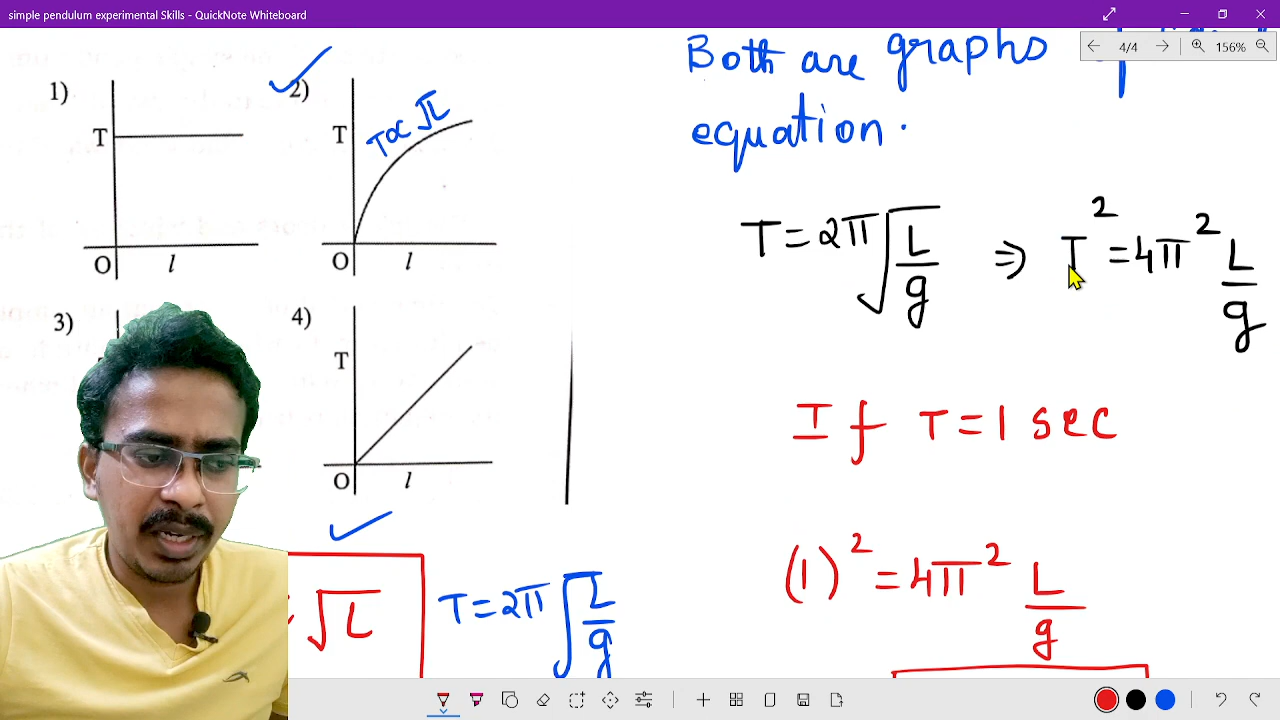 simple pendulum experimental Skills - QuickNote Whiteboard
4/4
156%
Both are graphs
equation.
1)
T
O
l
2)
T
T∝√L
O
l
3)
4)
T
O
l
T=2π√L/g ⇒ T²=4π² L/g
If T=1 sec
(1)²=4π² L/g
√L
T=2π√L/g